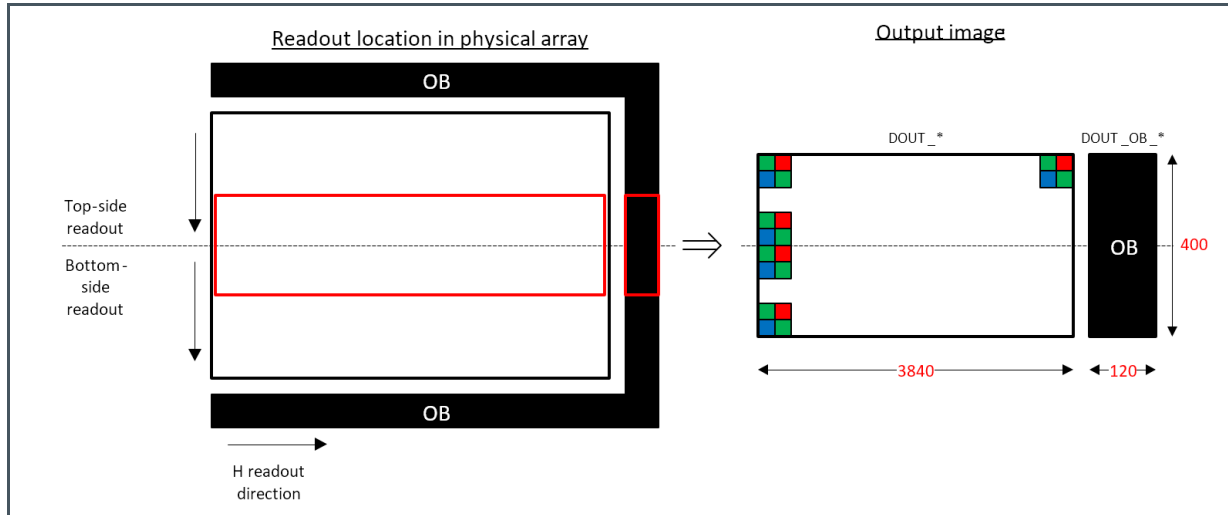 Readout location in physical array
Output image
OB
DOUT_*
DOUT_OB_*
Top-side
readout
Bottom-
side
readout
OB
400
3840
120
OB
H readout
direction